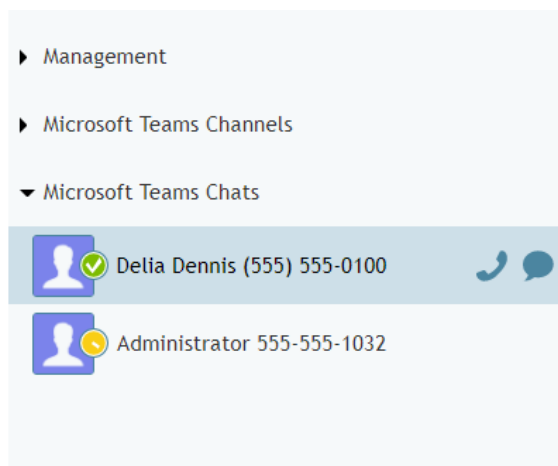 Management
Microsoft Teams Channels
Microsoft Teams Chats
Delia Dennis (555) 555-0100
Administrator 555-555-1032